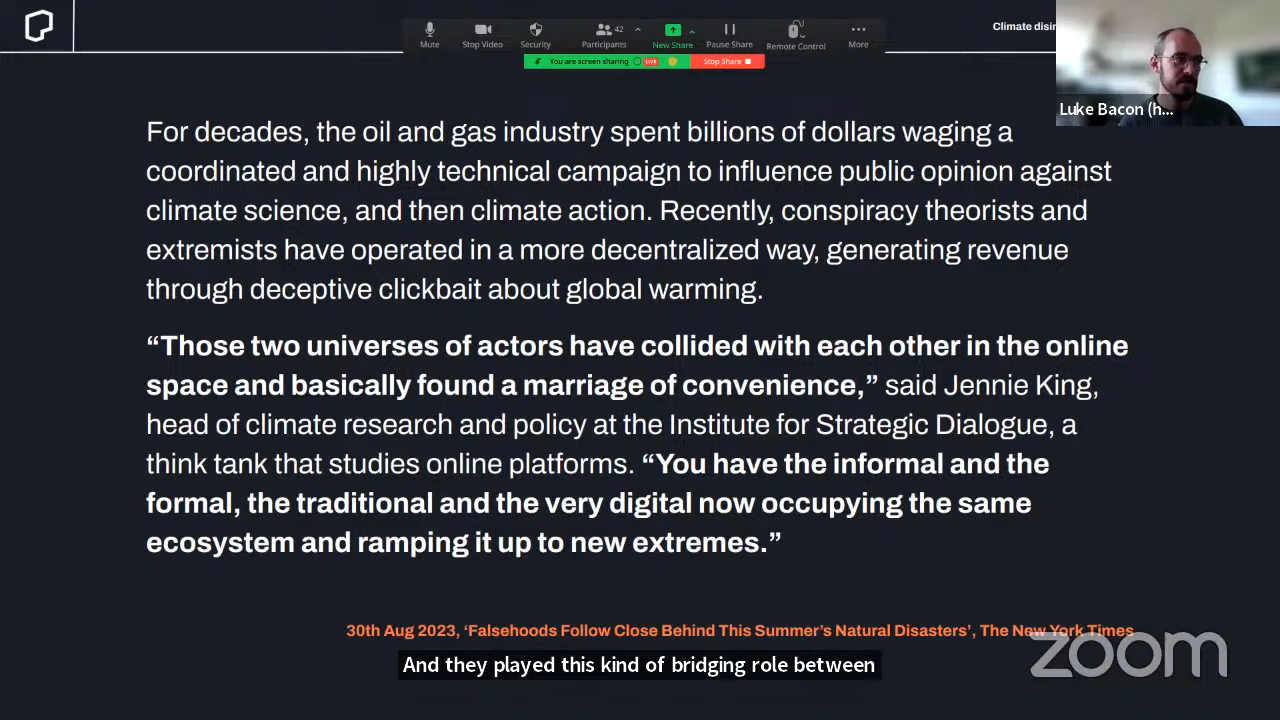 Mute
Stop Video
Security
Participants
42
New Share
Pause Share
Remote Control
More
You are screen sharing
LIVE
Stop Share
Climate
Luke Bacon (h...
For decades, the oil and gas industry spent billions of dollars waging a
coordinated and highly technical campaign to influence public opinion against
climate science, and then climate action. Recently, conspiracy theorists and
extremists have operated in a more decentralized way, generating revenue
through deceptive clickbait about global warming.
“Those two universes of actors have collided with each other in the online
space and basically found a marriage of convenience,” said Jennie King,
head of climate research and policy at the Institute for Strategic Dialogue, a
think tank that studies online platforms. “You have the informal and the
formal, the traditional and the very digital now occupying the same
ecosystem and ramping it up to new extremes.”
30th Aug 2023, ‘Falsehoods Follow Close Behind This Summer’s Natural Disasters’, The New York Times
And they played this kind of bridging role between
zoom